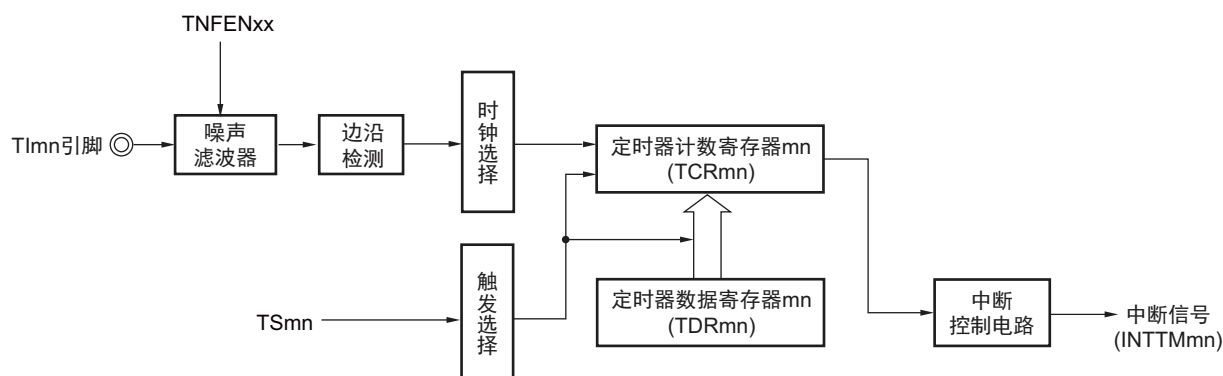 TNFENxx
TImn引脚
噪声
滤波器
边沿
检测
时钟选择
定时器计数寄存器mn
(TCRmn)
TSmn
触发选择
定时器数据寄存器mn
(TDRmn)
中断
控制电路
中断信号
(INTTMmn)